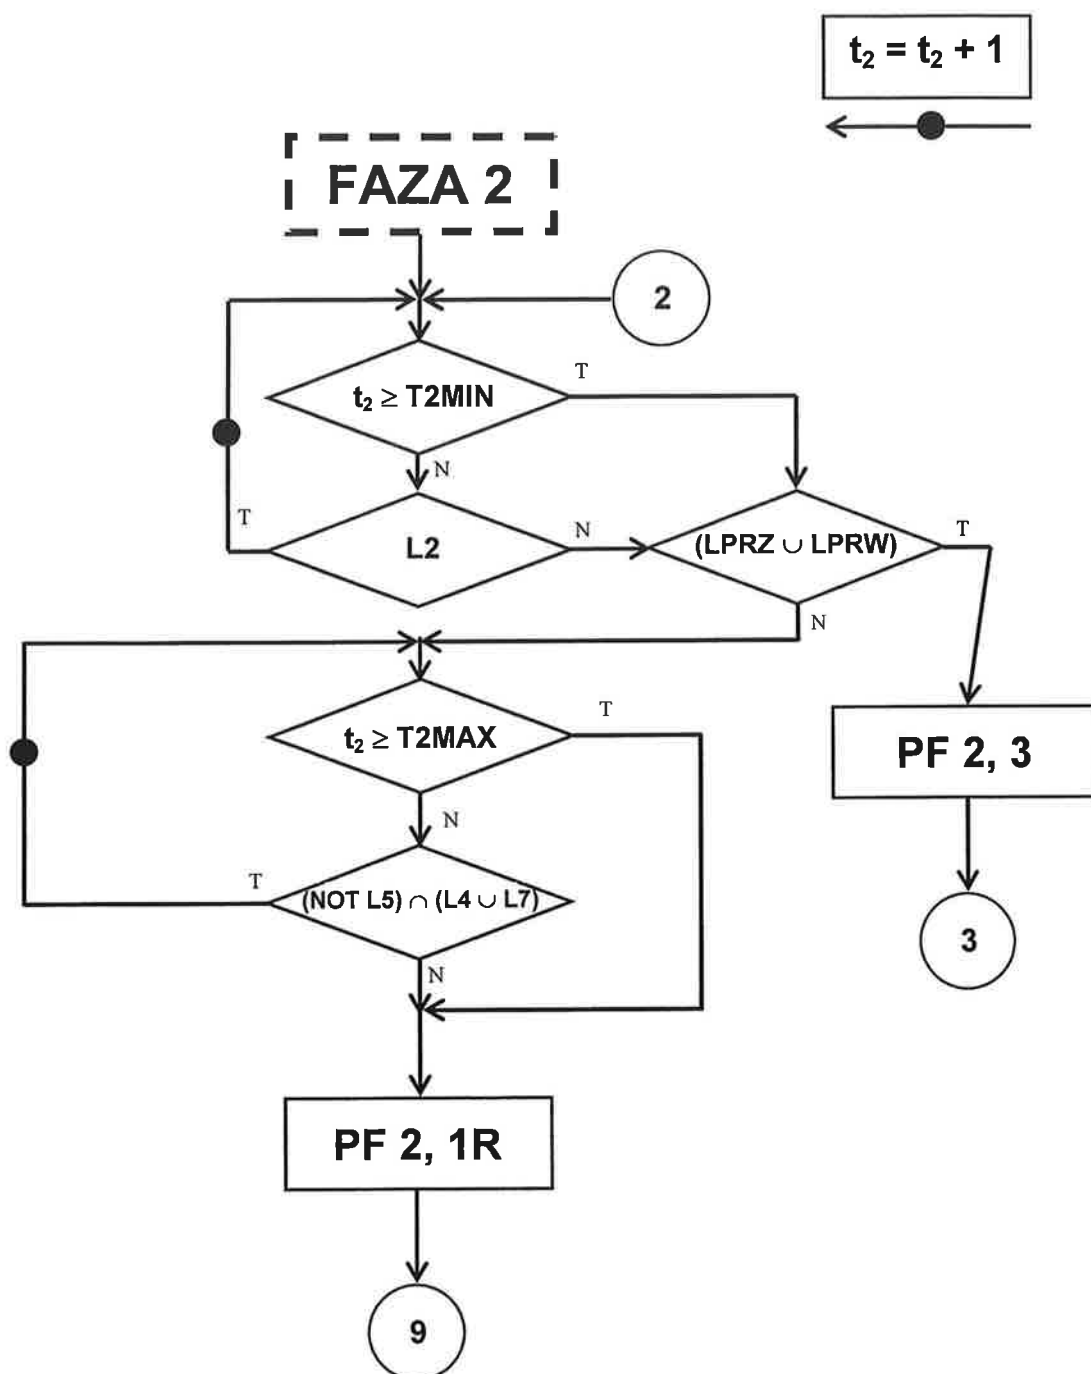 t₂ = t₂ + 1
FAZA 2
2
t₂ ≥ T2MIN
T
N
L2
T
N
(LPRZ ∪ LPRW)
T
N
t₂ ≥ T2MAX
T
N
PF 2, 3
(NOT L5) ∩ (L4 ∪ L7)
T
N
3
PF 2, 1R
9